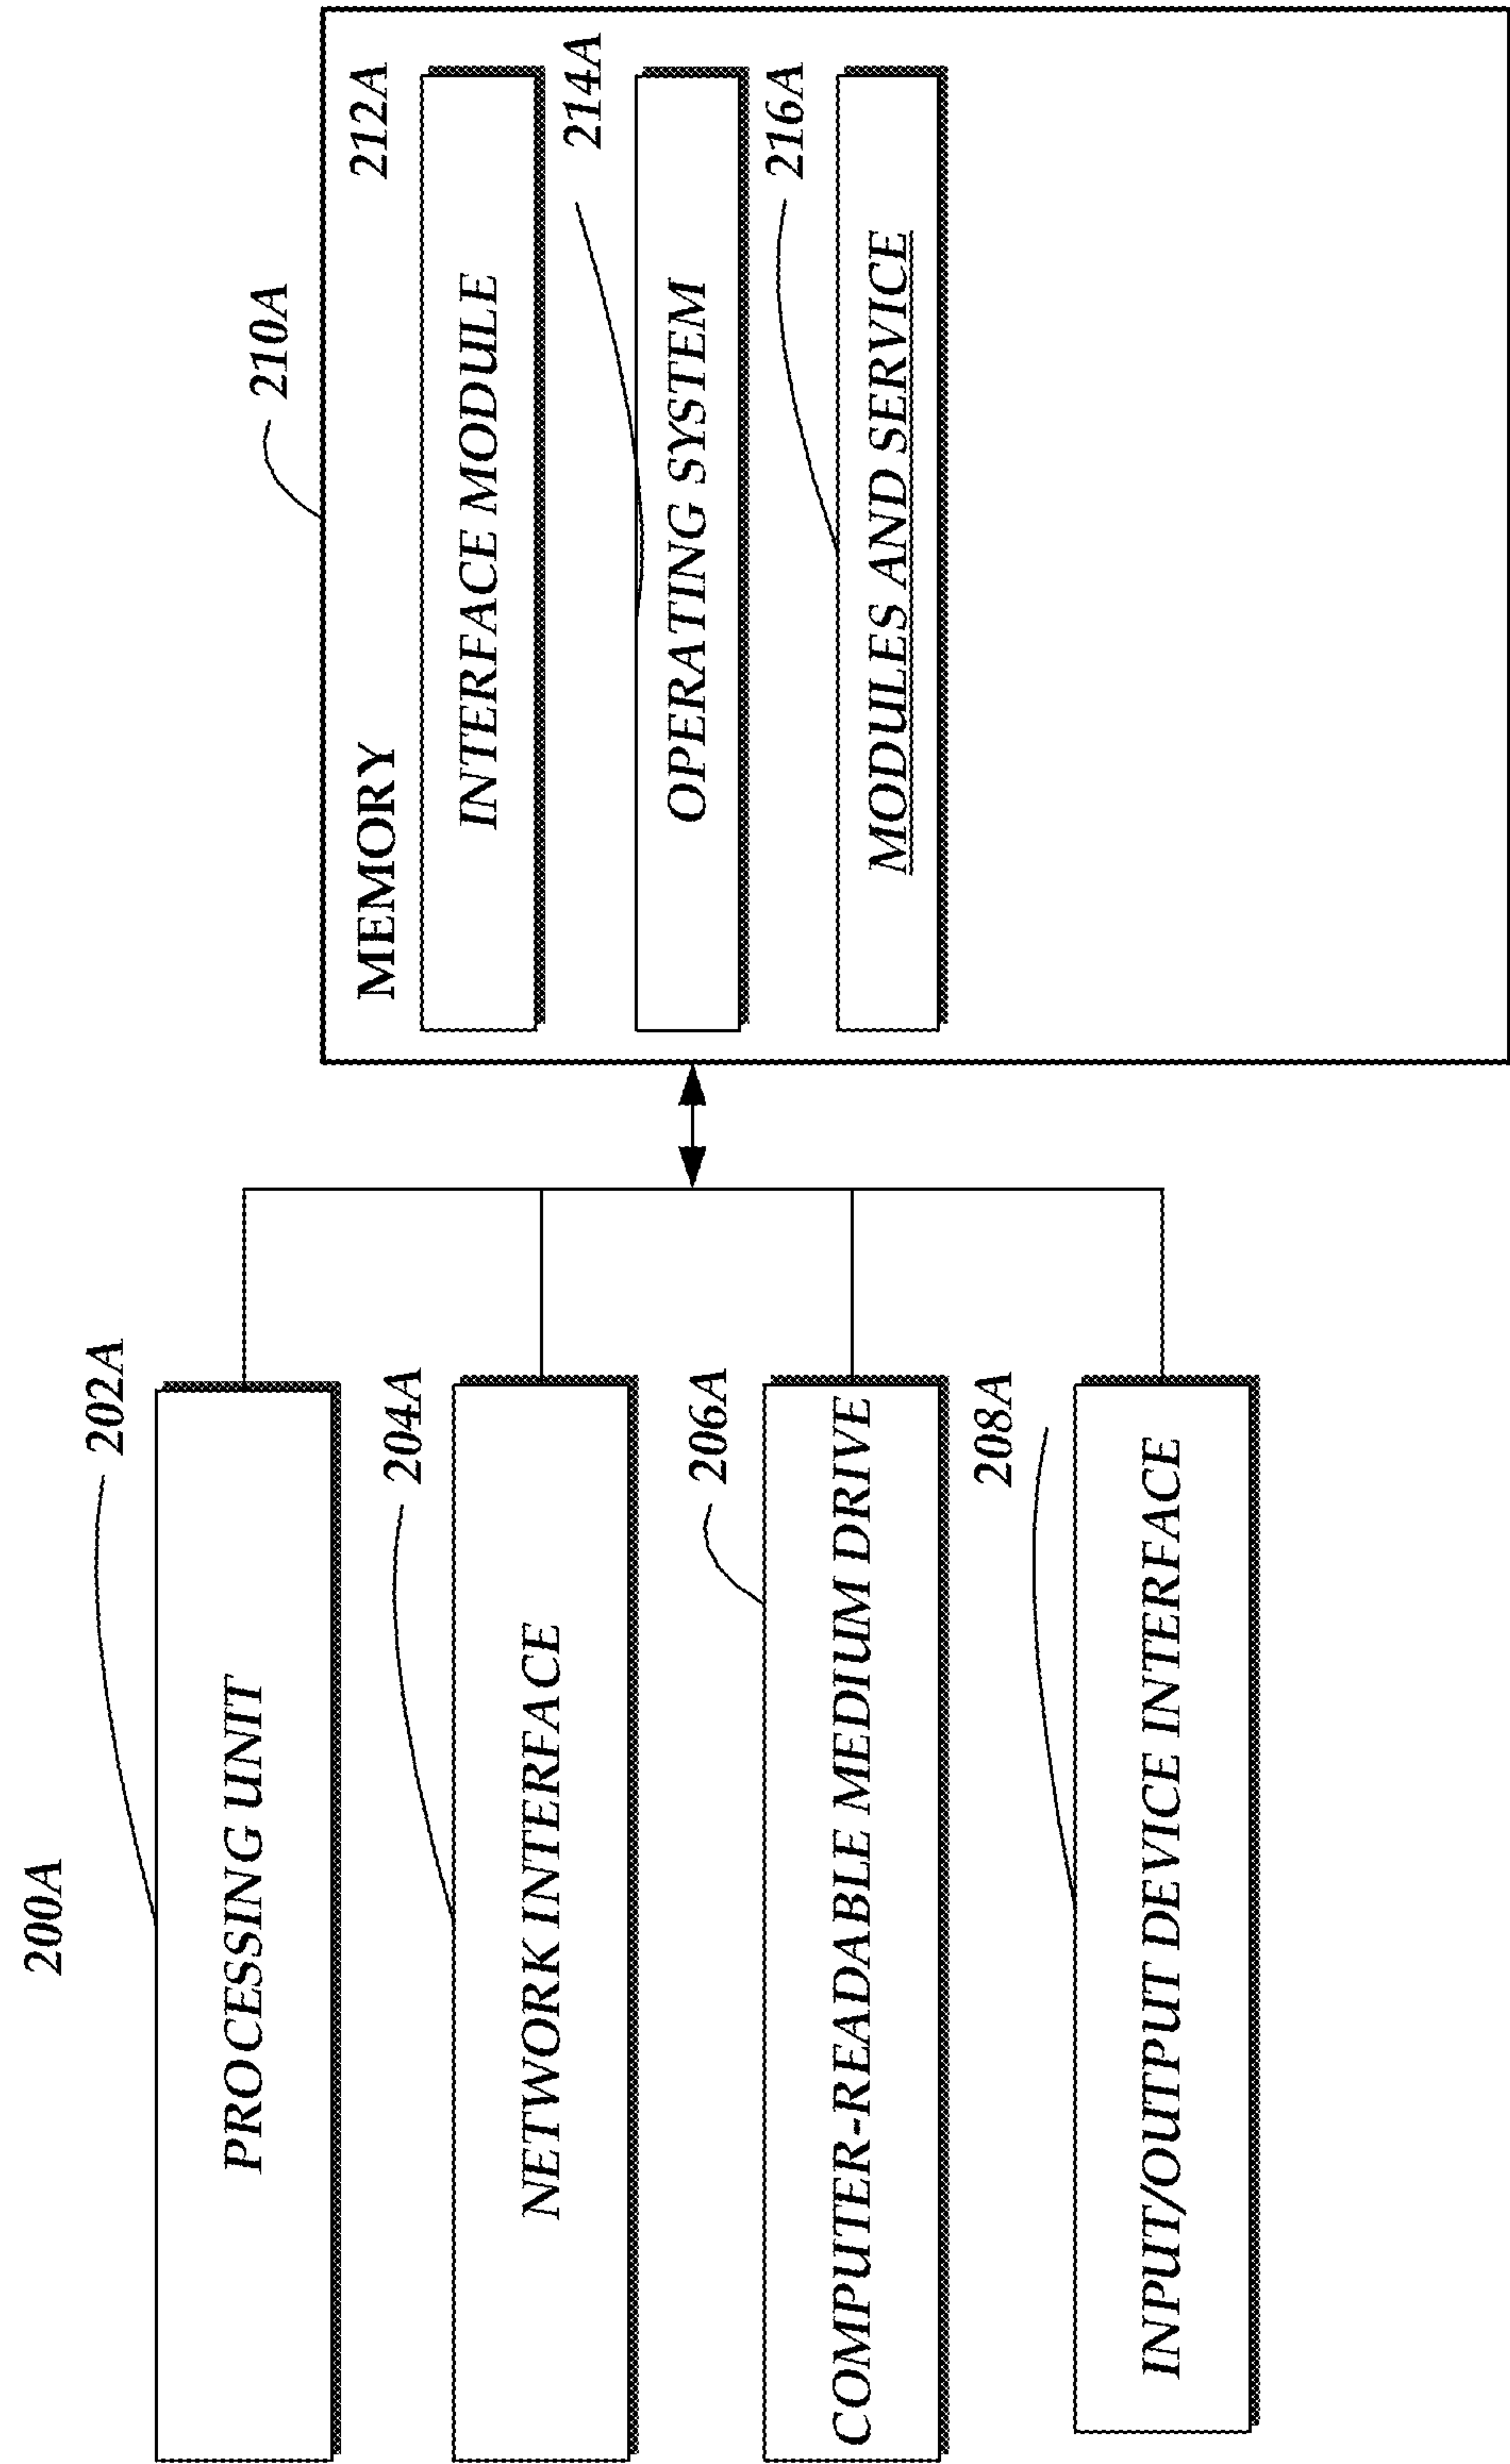 200A
202A
PROCESSING UNIT
204A
NETWORK INTERFACE
206A
COMPUTER-READABLE MEDIUM DRIVE
208A
INPUT/OUTPUT DEVICE INTERFACE
210A
MEMORY
212A
INTERFACE MODULE
214A
OPERATING SYSTEM
216A
MODULES AND SERVICE